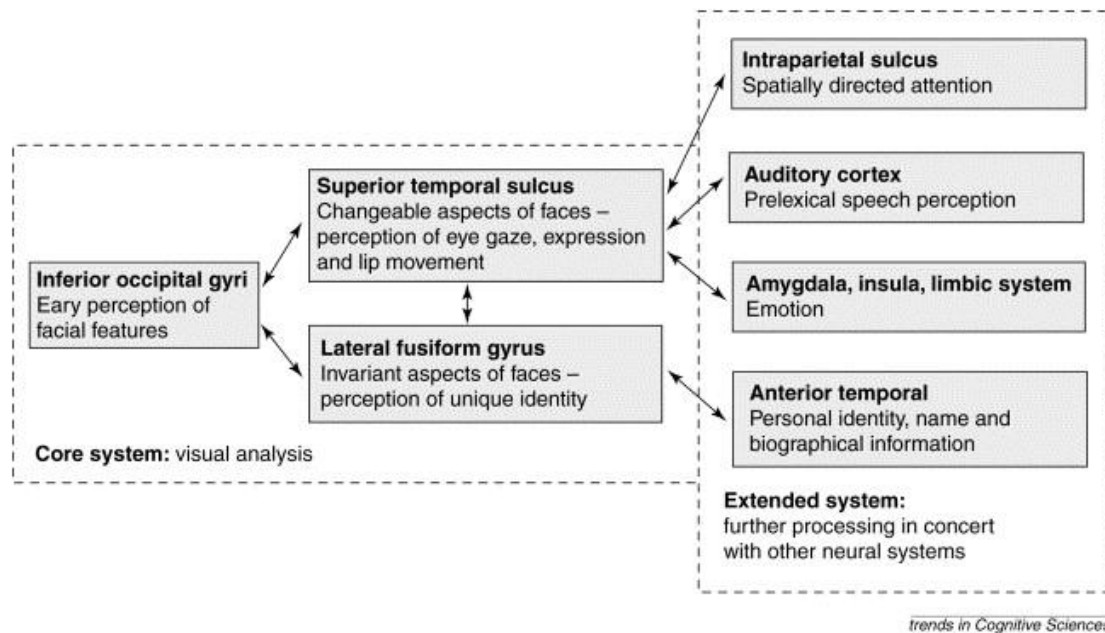 Intraparietal sulcus
Spatially directed attention
Auditory cortex
Prelexical speech perception
Superior temporal sulcus
Changeable aspects of faces –
perception of eye gaze, expression
and lip movement
Inferior occipital gyri
Eary perception of
facial features
Amygdala, insula, limbic system
Emotion
Lateral fusiform gyrus
Invariant aspects of faces –
perception of unique identity
Anterior temporal
Personal identity, name and
biographical information
Core system: visual analysis
Extended system:
further processing in concert
with other neural systems
trends in Cognitive Sciences